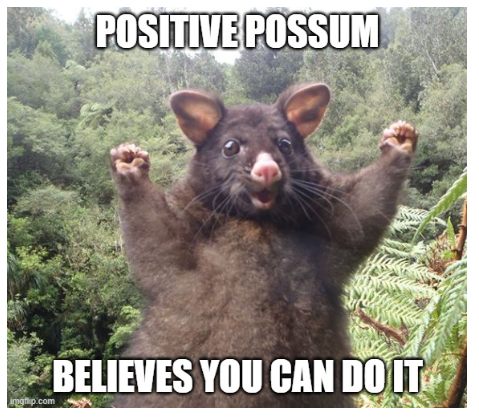 POSITIVE POSSUM
BELIEVES YOU CAN DO IT
imgflip.com